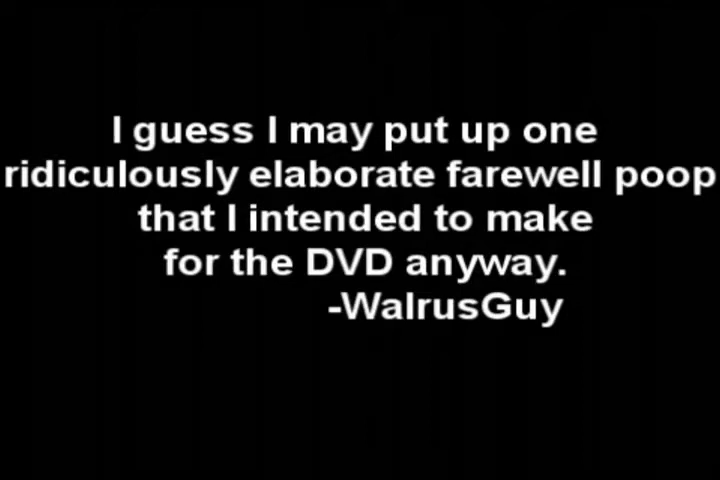 I guess I may put up one
ridiculously elaborate farewell poop
that I intended to make
for the DVD anyway.
-WalrusGuy